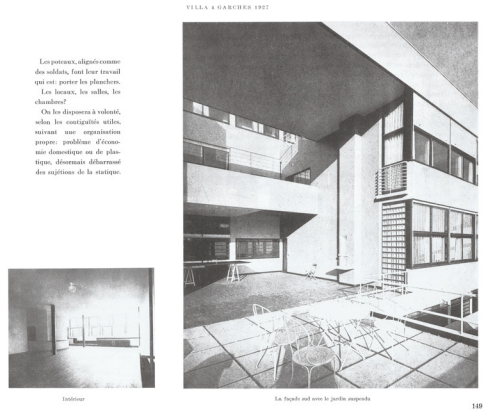 VILLA à GARCHES 1927
Les poteaux, alignés comme
des soldats, font leur travail
qui est: porter les planchers.
Les locaux, les salles, les
chambres?
On les disposera à volonté,
selon les contiguïtés utiles,
suivant une organisation
propre: problème d'écono-
mie domestique ou de plas-
tique, désormais débarrassé
des sujétions de la statique.
Intérieur
La façade sud avec le jardin suspendu
149